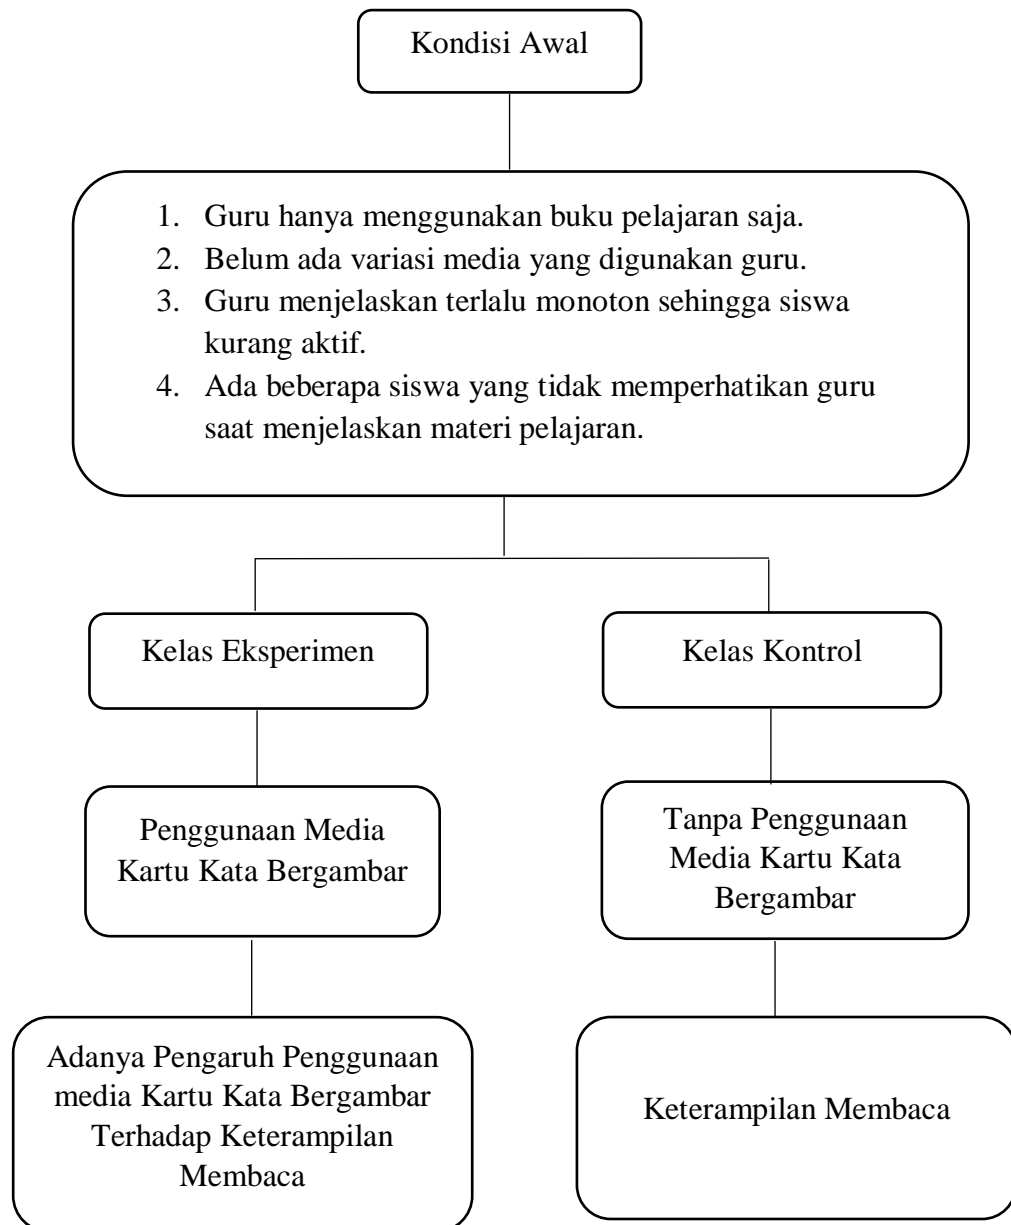 Kondisi Awal
1. Guru hanya menggunakan buku pelajaran saja.
2. Belum ada variasi media yang digunakan guru.
3. Guru menjelaskan terlalu monoton sehingga siswa
kurang aktif.
4. Ada beberapa siswa yang tidak memperhatikan guru
saat menjelaskan materi pelajaran.
Kelas Eksperimen
Kelas Kontrol
Penggunaan Media
Kartu Kata Bergambar
Tanpa Penggunaan
Media Kartu Kata
Bergambar
Adanya Pengaruh Penggunaan
media Kartu Kata Bergambar
Terhadap Keterampilan
Membaca
Keterampilan Membaca